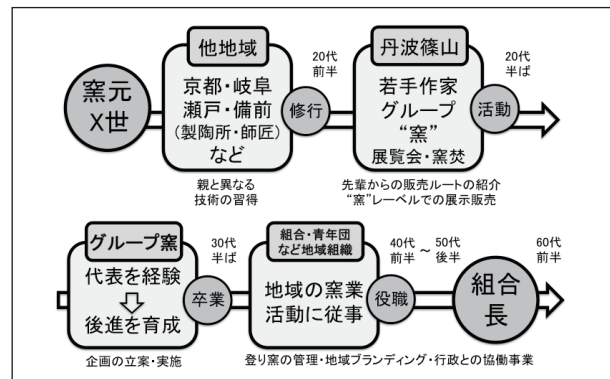 窯元
X世
他地域
京都・岐阜
瀬戸・備前
(製陶所・師匠)
など
親と異なる
技術の習得
20代
前半
修行
丹波篠山
若手作家
グループ
“窯”
展覧会・窯焚
先輩からの販売ルートの紹介
“窯”レーベルでの展示販売
20代
半ば
活動
グループ窯
代表を経験
後進を育成
企画の立案・実施
30代
半ば
卒業
組合・青年団
など地域組織
地域の窯業
活動に従事
登り窯の管理・地域ブランディング・行政との協働事業
40代 ~ 50代
前半 後半
役職
組合
長
60代
前半